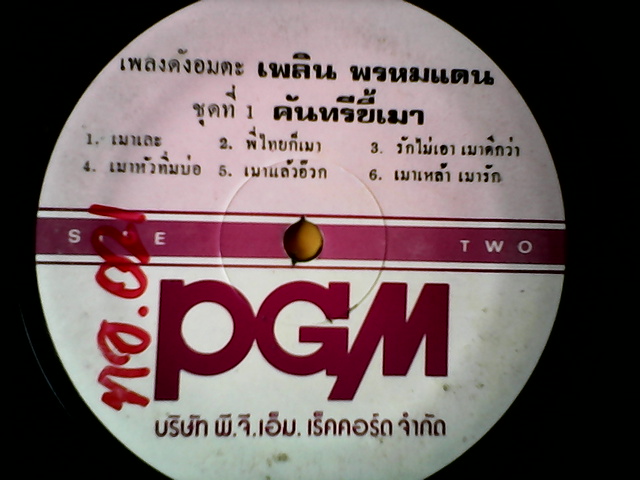 เพลงดังอมตะ เพลิน พรหมแดน
ชุดที่ 1 คันทรีขี้เมา
1. เมาเละ 2. พี่ไทยก็เมา 3. รักไม่เอา เมาดีกว่า
4. เมาหัวทิ่มบ่อ 5. เมาแล้วอ๊วก 6. เมาเหล้า เมารัก
SIDE TWO
ทอ.021
PGM
บริษัท พี.จี.เอ็ม. เร็คคอร์ด จำกัด